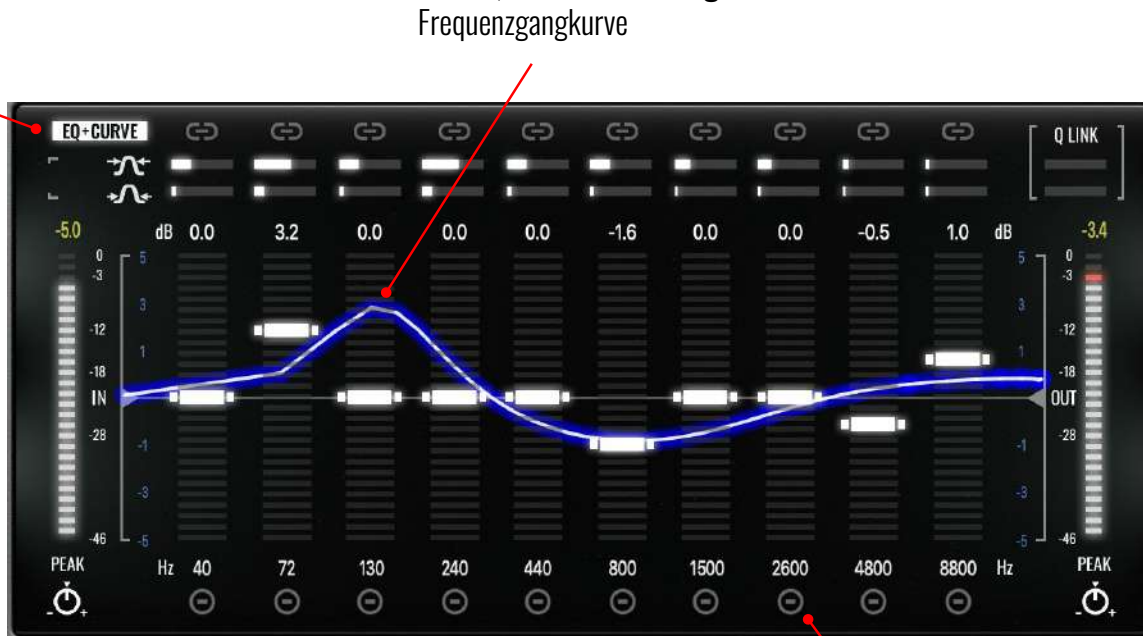 Frequenzgangkurve
EQ+CURVE
Q LINK
-5.0 dB 0.0 3.2 0.0 0.0 0.0 -1.6 0.0 0.0 -0.5 1.0 dB -3.4
0 5 5 0
-3 -3
3 3
-12 -12
1 1
-18 -18
IN OUT
-28 -28
-1 -1
-3 -3
-46 -5 -5 -46
PEAK Hz 40 72 130 240 440 800 1500 2600 4800 8800 Hz PEAK
- + - +